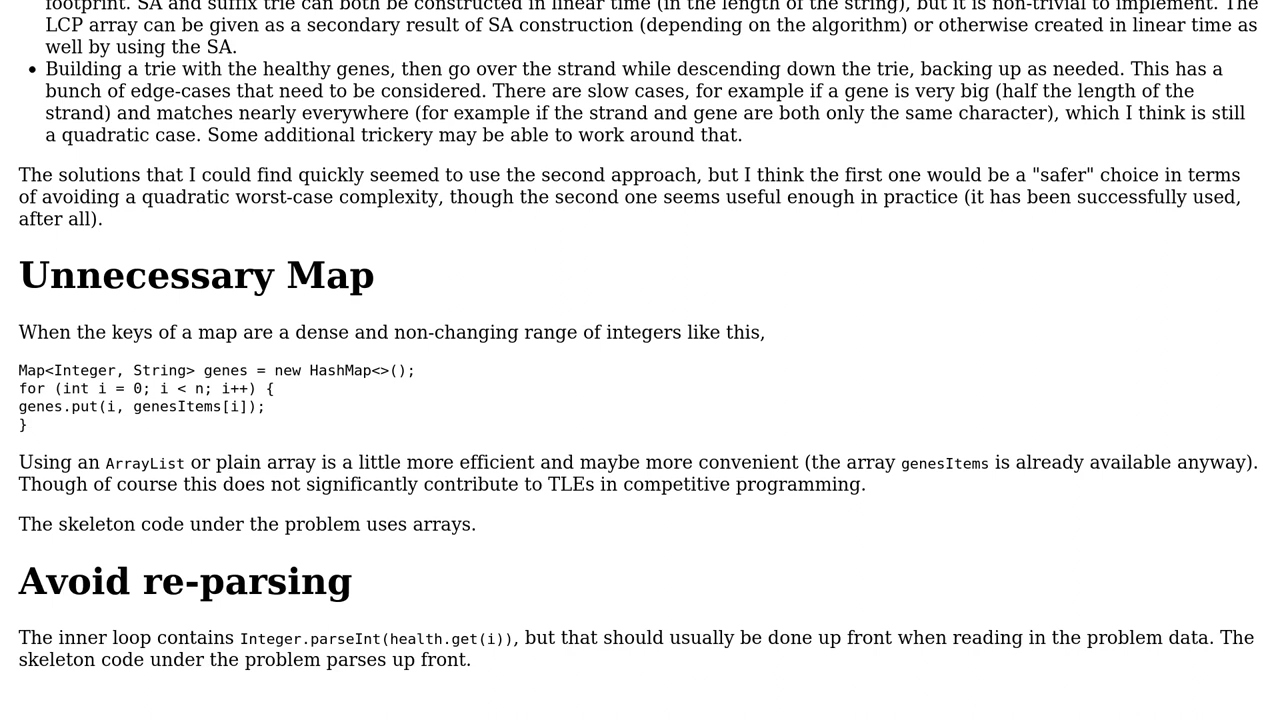 footprint. SA and suffix trie can both be constructed in linear time (in the length of the string), but it is non-trivial to implement. The
LCP array can be given as a secondary result of SA construction (depending on the algorithm) or otherwise created in linear time as
well by using the SA.
• Building a trie with the healthy genes, then go over the strand while descending down the trie, backing up as needed. This has a
bunch of edge-cases that need to be considered. There are slow cases, for example if a gene is very big (half the length of the
strand) and matches nearly everywhere (for example if the strand and gene are both only the same character), which I think is still
a quadratic case. Some additional trickery may be able to work around that.
The solutions that I could find quickly seemed to use the second approach, but I think the first one would be a "safer" choice in terms
of avoiding a quadratic worst-case complexity, though the second one seems useful enough in practice (it has been successfully used,
after all).
Unnecessary Map
When the keys of a map are a dense and non-changing range of integers like this,
Map<Integer, String> genes = new HashMap<>();
for (int i = 0; i < n; i++) {
genes.put(i, genesItems[i]);
}
Using an ArrayList or plain array is a little more efficient and maybe more convenient (the array genesItems is already available anyway).
Though of course this does not significantly contribute to TLEs in competitive programming.
The skeleton code under the problem uses arrays.
Avoid re-parsing
The inner loop contains Integer.parseInt(health.get(i)), but that should usually be done up front when reading in the problem data. The
skeleton code under the problem parses up front.